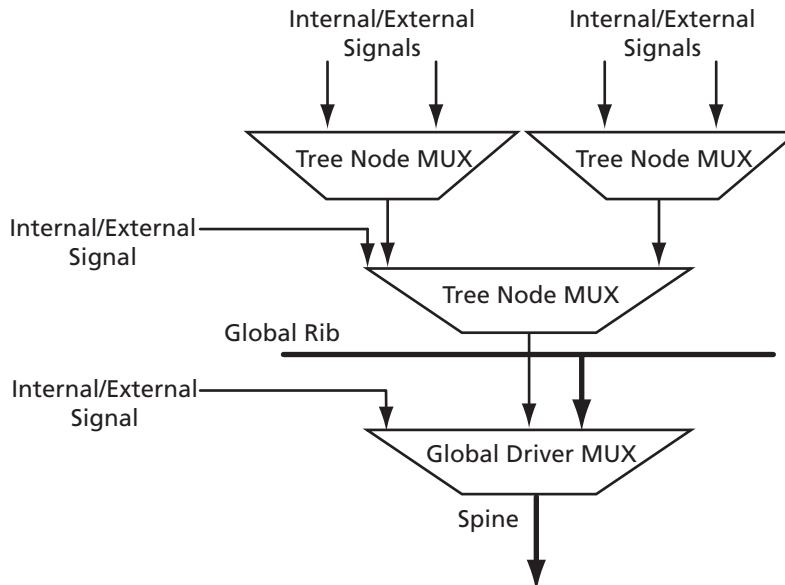 Internal/External
Signals
Internal/External
Signals
Tree Node MUX
Tree Node MUX
Internal/External
Signal
Tree Node MUX
Global Rib
Internal/External
Signal
Global Driver MUX
Spine